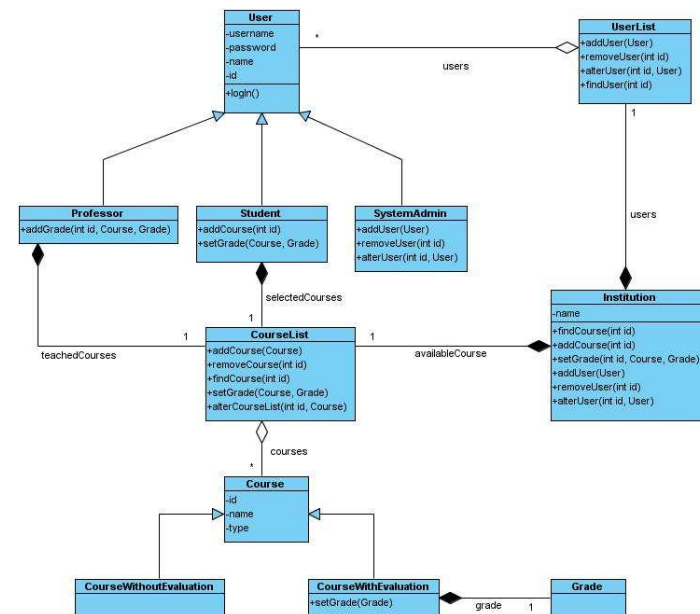 User
-username
-password
-name
-id
+logIn()
*
users
UserList
+addUser(User)
+removeUser(int id)
+alterUser(int id, User)
+findUser(int id)
1
users
Professor
+addGrade(int id, Course, Grade)
Student
+addCourse(int id)
+setGrade(Course, Grade)
SystemAdmin
+addUser(User)
+removeUser(int id)
+alterUser(int id, User)
selectedCourses
1
teachedCourses
1
CourseList
+addCourse(Course)
+removeCourse(int id)
+findCourse(int id)
+setGrade(Course, Grade)
+alterCourseList(int id, Course)
1
availableCourse
Institution
-name
+findCourse(int id)
+addCourse(int id)
+setGrade(int id, Course, Grade)
+addUser(User)
+removeUser(int id)
+alterUser(int id, User)
courses
*
Course
-id
-name
-type
CourseWithoutEvaluation
CourseWithEvaluation
+setGrade(Grade)
grade
1
Grade